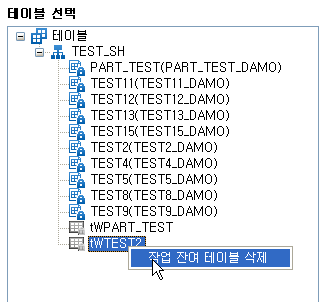 테이블 선택
테이블
TEST_SH
PART_TEST(PART_TEST_DAMO)
TEST11(TEST11_DAMO)
TEST12(TEST12_DAMO)
TEST13(TEST13_DAMO)
TEST15(TEST15_DAMO)
TEST2(TEST2_DAMO)
TEST4(TEST4_DAMO)
TEST5(TEST5_DAMO)
TEST8(TEST8_DAMO)
TEST9(TEST9_DAMO)
tWPART_TEST
tWTEST2
작업 잔여 테이블 삭제